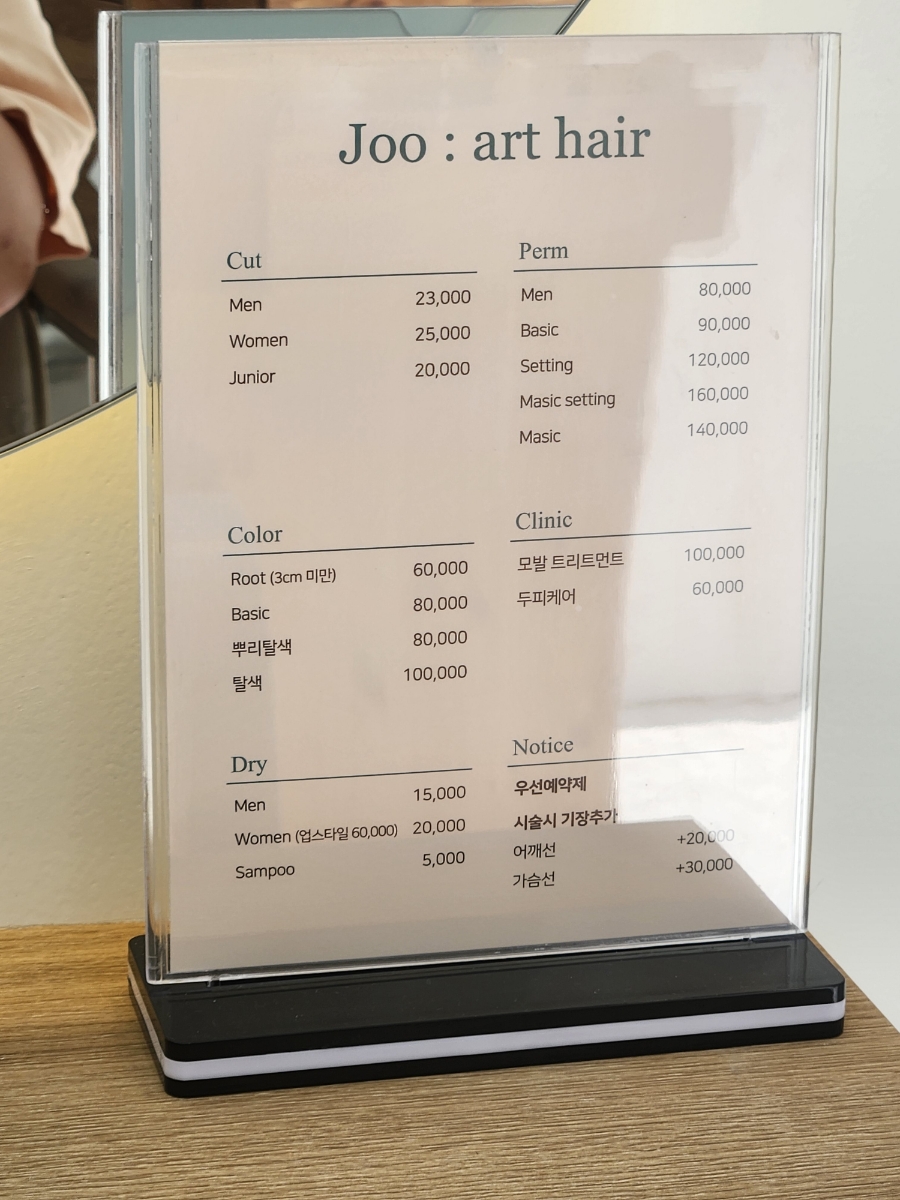 Joo : art hair
Cut
Men 23,000
Women 25,000
Junior 20,000
Perm
Men 80,000
Basic 90,000
Setting 120,000
Masic setting 160,000
Masic 140,000
Color
Root (3cm 미만) 60,000
Basic 80,000
뿌리탈색 80,000
탈색 100,000
Clinic
모발 트리트먼트 100,000
두피케어 60,000
Dry
Men 15,000
Women (업스타일 60,000) 20,000
Sampoo 5,000
Notice
우선예약제
시술시 기장추가
어깨선 +20,000
가슴선 +30,000